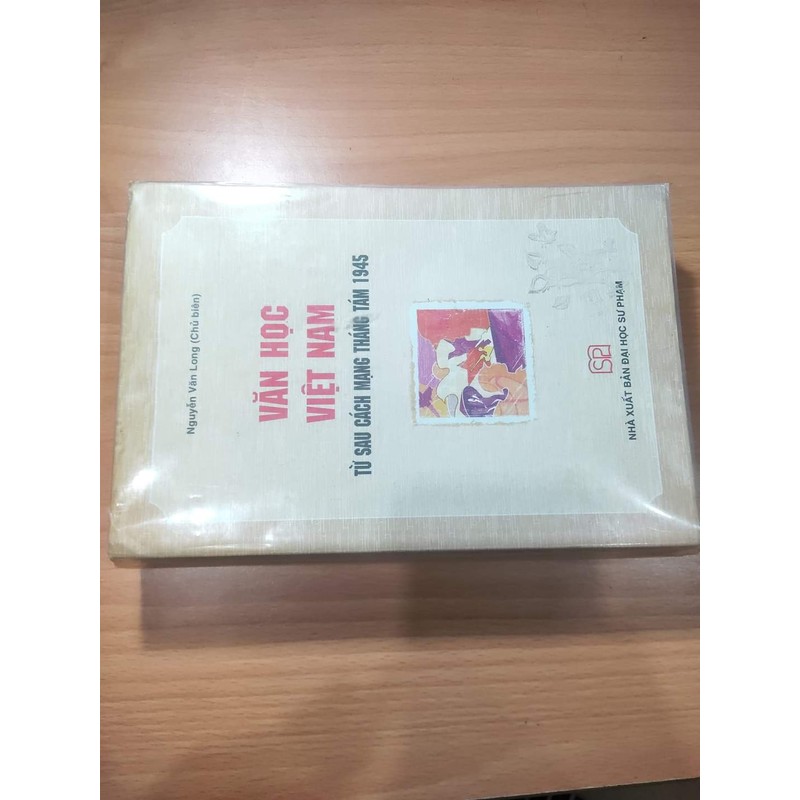 Nguyễn Văn Long (Chủ biên)
VĂN HỌC
VIỆT NAM
TỪ SAU CÁCH MẠNG THÁNG TÁM 1945
SP
NHÀ XUẤT BẢN ĐẠI HỌC SƯ PHẠM